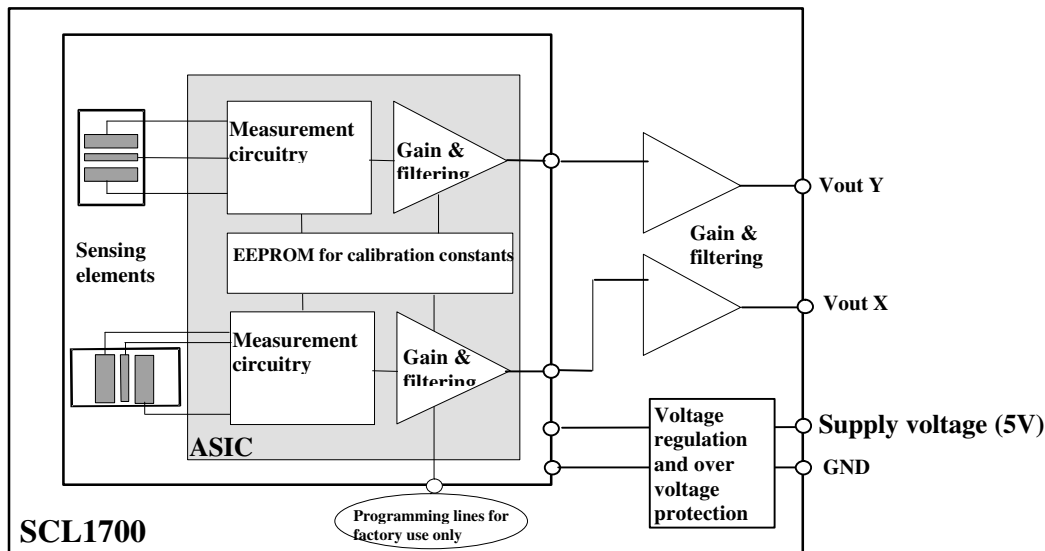 Measurement
circuitry
Gain &
filtering
Vout Y
Sensing
elements
EEPROM for calibration constants
Gain &
filtering
Vout X
Measurement
circuitry
Gain &
filtering
ASIC
Voltage
regulation
and over
voltage
protection
Supply voltage (5V)
GND
Programming lines for
factory use only
SCL1700